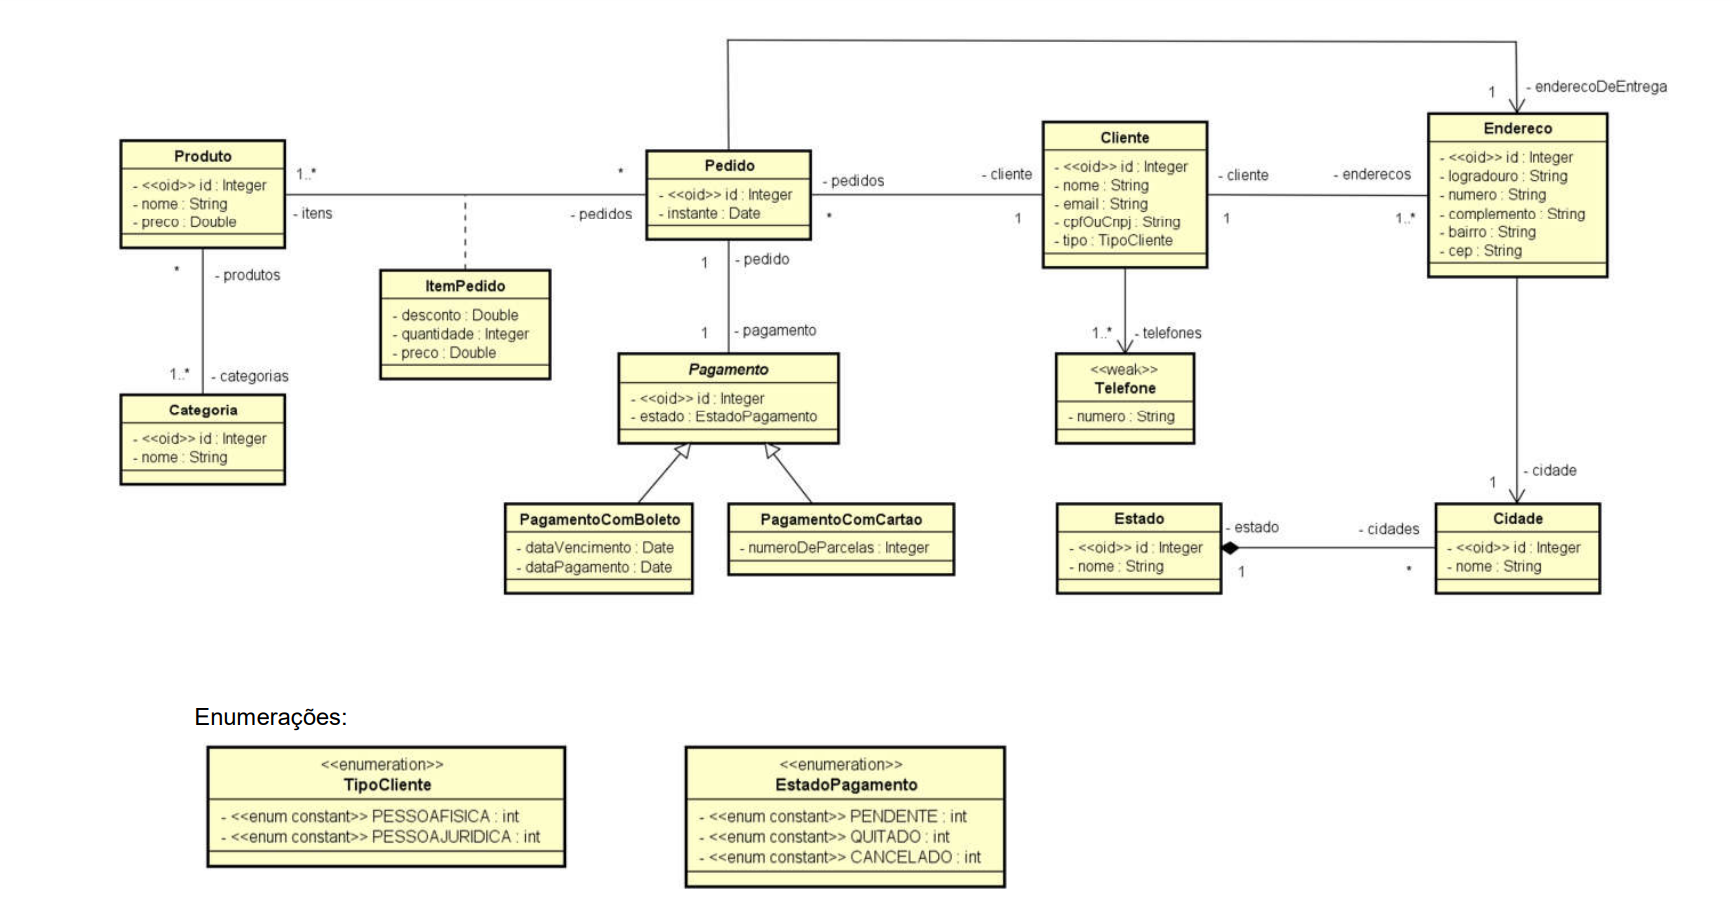 1
- enderecoDeEntrega
Produto
- <<oid>> id : Integer
- nome : String
- preco : Double
1..*
- itens
*
- pedidos
Pedido
- <<oid>> id : Integer
- instante : Date
- pedidos
*
- cliente
1
Cliente
- <<oid>> id : Integer
- nome : String
- email : String
- cpfOuCnpj : String
- tipo : TipoCliente
- cliente
1
- enderecos
1..*
Endereco
- <<oid>> id : Integer
- logradouro : String
- numero : String
- complemento : String
- bairro : String
- cep : String
*
- produtos
1..*
- categorias
Categoria
- <<oid>> id : Integer
- nome : String
ItemPedido
- desconto : Double
- quantidade : Integer
- preco : Double
1
- pedido
1
- pagamento
Pagamento
- <<oid>> id : Integer
- estado : EstadoPagamento
1..*
- telefones
<<weak>>
Telefone
- numero : String
PagamentoComBoleto
- dataVencimento : Date
- dataPagamento : Date
PagamentoComCartao
- numeroDeParcelas : Integer
1
- cidade
Estado
- <<oid>> id : Integer
- nome : String
- estado
1
- cidades
*
Cidade
- <<oid>> id : Integer
- nome : String
Enumerações:
<<enumeration>>
TipoCliente
- <<enum constant>> PESSOAFISICA : int
- <<enum constant>> PESSOAJURIDICA : int
<<enumeration>>
EstadoPagamento
- <<enum constant>> PENDENTE : int
- <<enum constant>> QUITADO : int
- <<enum constant>> CANCELADO : int